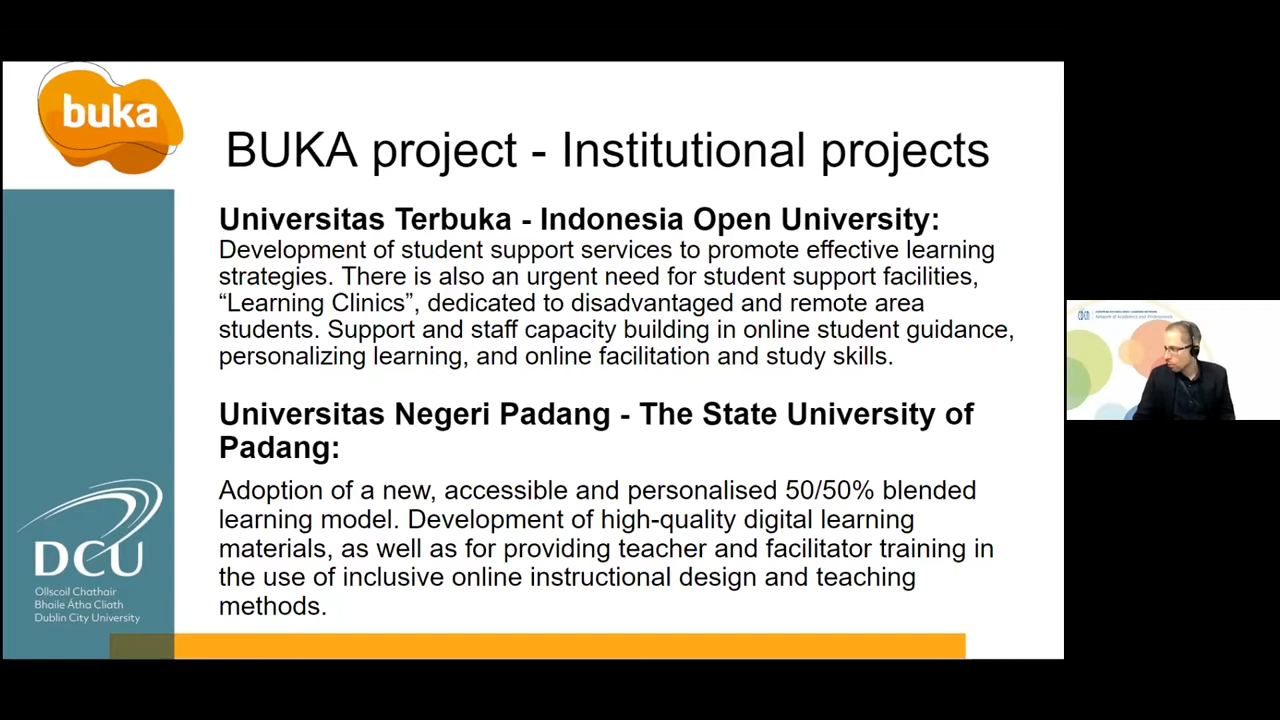 buka
BUKA project - Institutional projects
Universitas Terbuka - Indonesia Open University:
Development of student support services to promote effective learning
strategies. There is also an urgent need for student support facilities,
“Learning Clinics”, dedicated to disadvantaged and remote area
students. Support and staff capacity building in online student guidance,
personalizing learning, and online facilitation and study skills.
Universitas Negeri Padang - The State University of
Padang:
Adoption of a new, accessible and personalised 50/50% blended
learning model. Development of high-quality digital learning
materials, as well as for providing teacher and facilitator training in
the use of inclusive online instructional design and teaching
methods.
DCU
Ollscoil Chathair
Bhaile Átha Cliath
Dublin City University
Network of Academics and Professionals